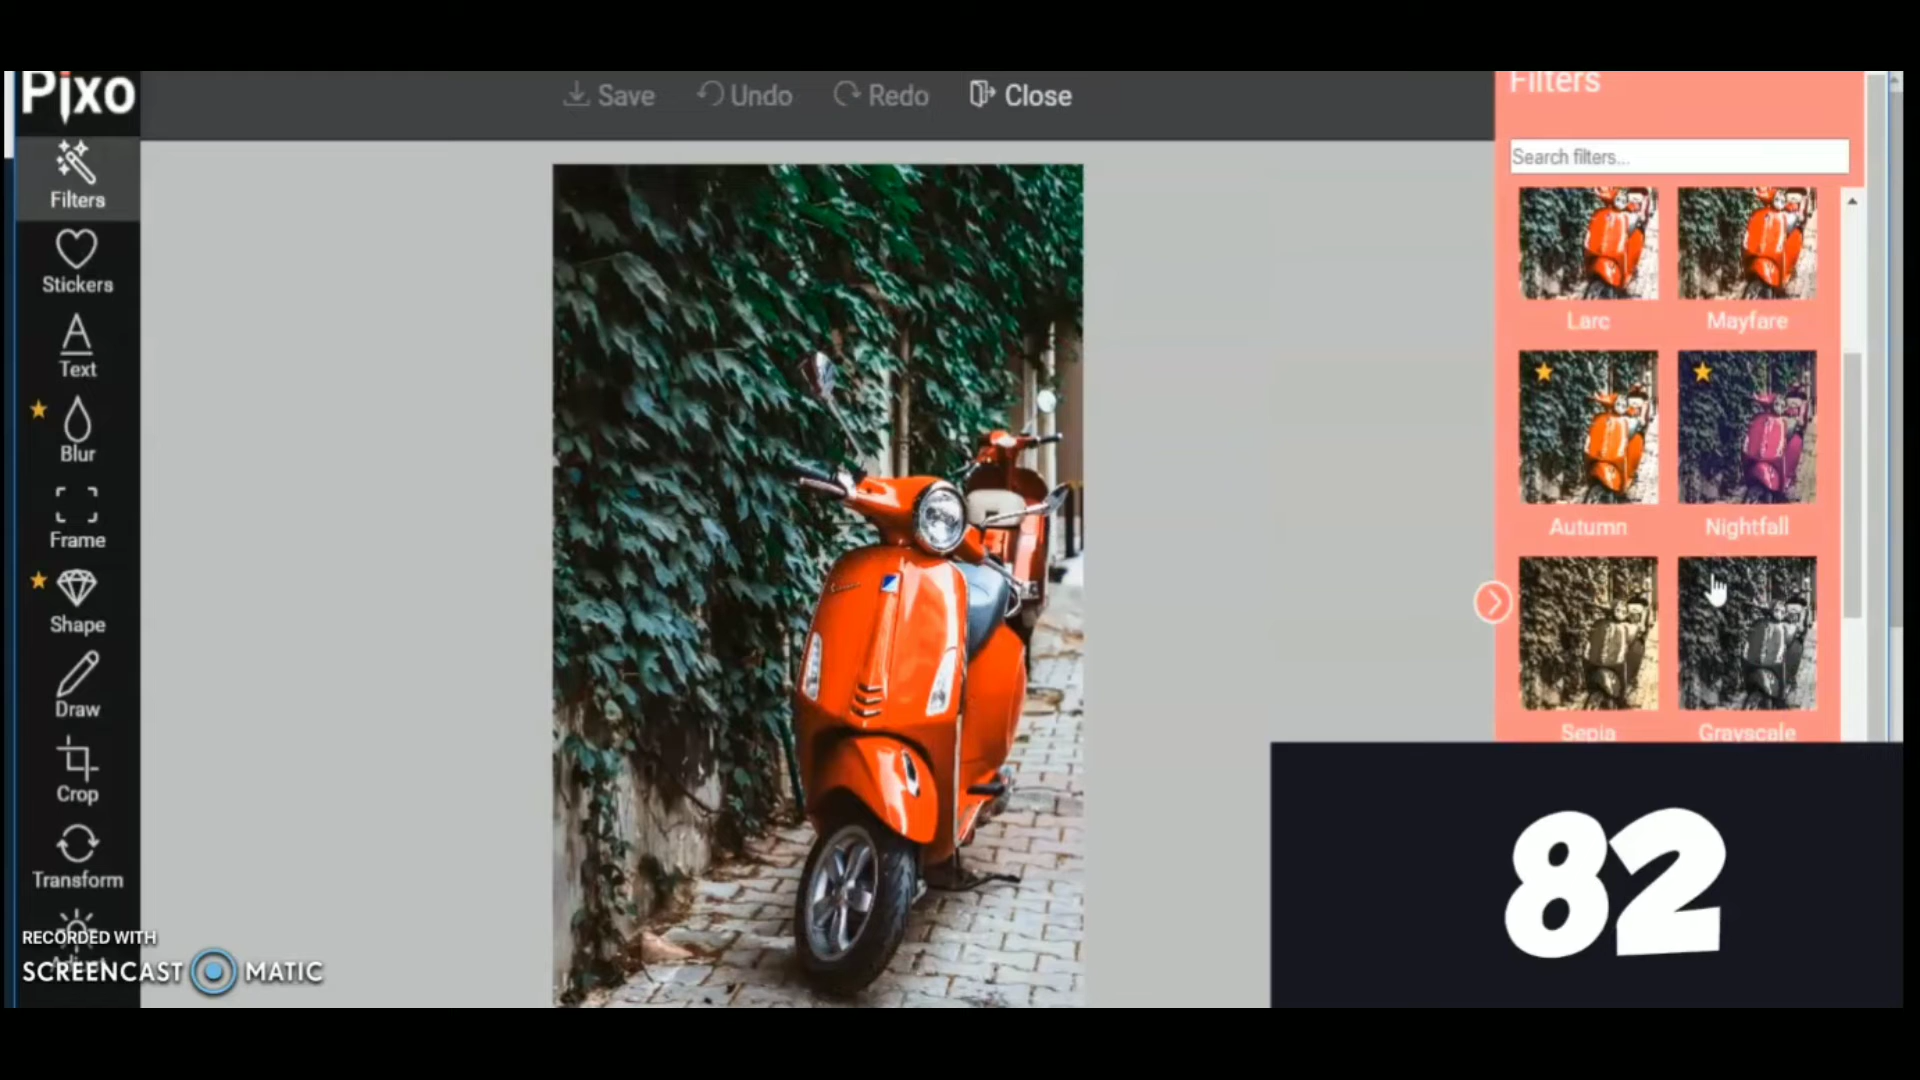 Pixo
Save
Undo
Redo
Close
Filters
Search filters...
Filters
Stickers
Text
Blur
Frame
Shape
Draw
Crop
Transform
Larc
Mayfare
Autumn
Nightfall
Sepia
Grayscale
82
RECORDED WITH
SCREENCAST MATIC